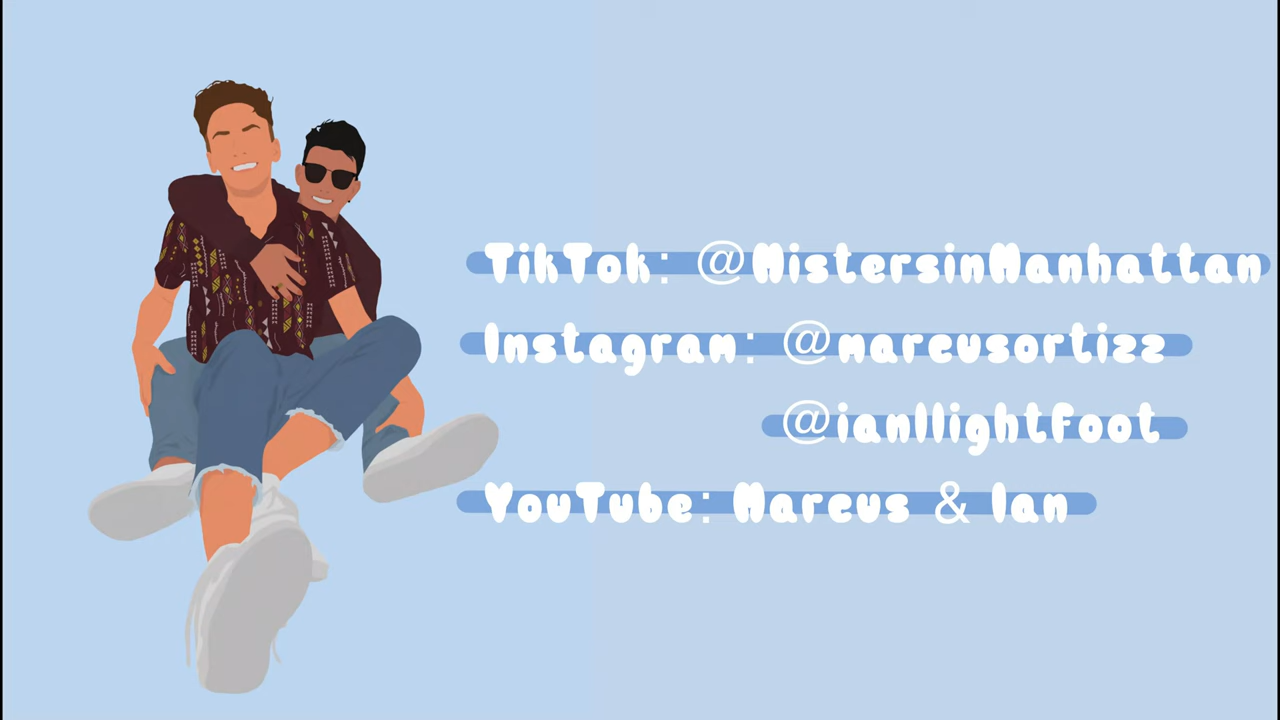 TikTok: @MistersinManhattan
Instagram: @marcusortizz
@ianllightfoot
YouTube: Marcus & Ian